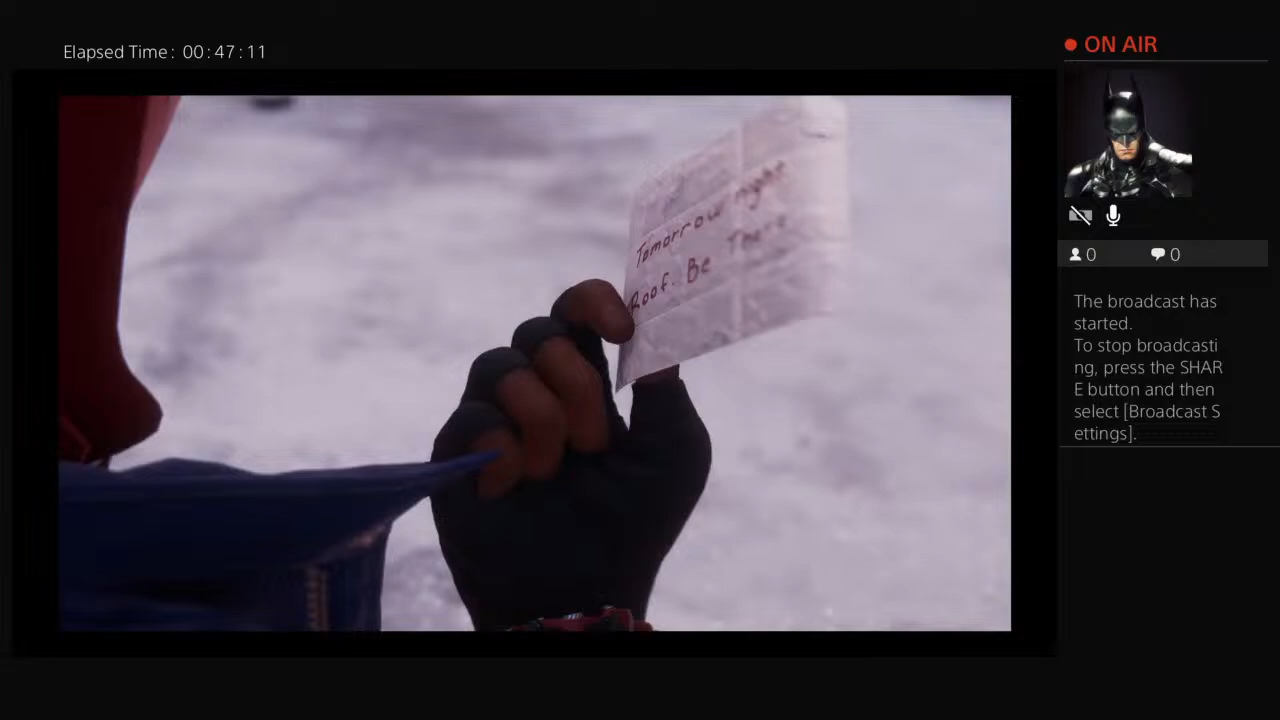 Elapsed Time: 00:47:11
ON AIR
0 0
The broadcast has
started.
To stop broadcasti
ng, press the SHAR
E button and then
select [Broadcast S
ettings].
Tomorrow night
Roof. Be There